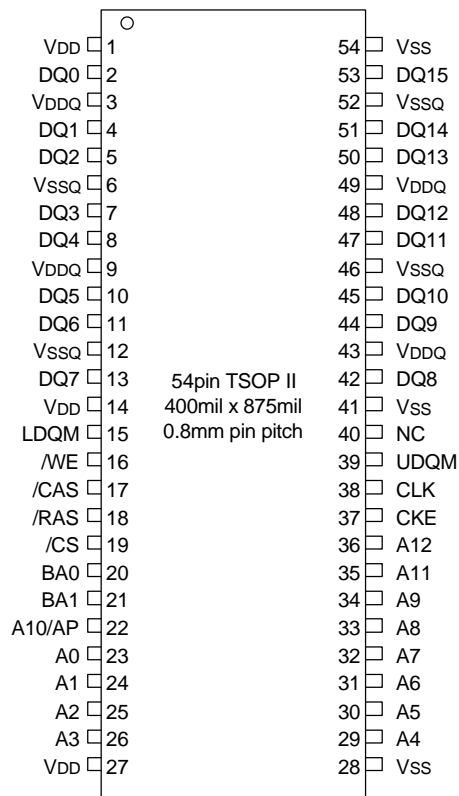 VDD 1 54 VSS
DQ0 2 53 DQ15
VDDQ 3 52 VSSQ
DQ1 4 51 DQ14
DQ2 5 50 DQ13
VSSQ 6 49 VDDQ
DQ3 7 48 DQ12
DQ4 8 47 DQ11
VDDQ 9 46 VSSQ
DQ5 10 45 DQ10
DQ6 11 44 DQ9
VSSQ 12 43 VDDQ
DQ7 13 54pin TSOP II 42 DQ8
VDD 14 400mil x 875mil 41 VSS
LDQM 15 0.8mm pin pitch 40 NC
/WE 16 39 UDQM
/CAS 17 38 CLK
/RAS 18 37 CKE
/CS 19 36 A12
BA0 20 35 A11
BA1 21 34 A9
A10/AP 22 33 A8
A0 23 32 A7
A1 24 31 A6
A2 25 30 A5
A3 26 29 A4
VDD 27 28 VSS